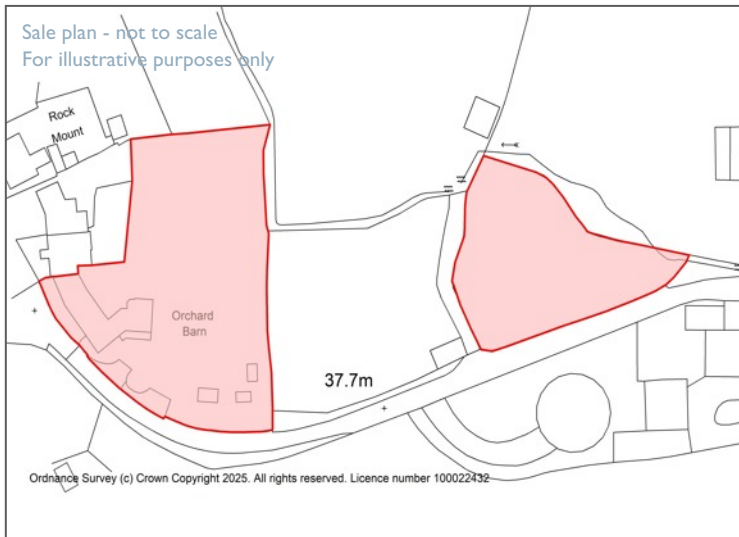 Sale plan - not to scale
For illustrative purposes only
Rock
Mount
Orchard
Barn
37.7m
Ordnance Survey (c) Crown Copyright 2025. All rights reserved. Licence number 100022432